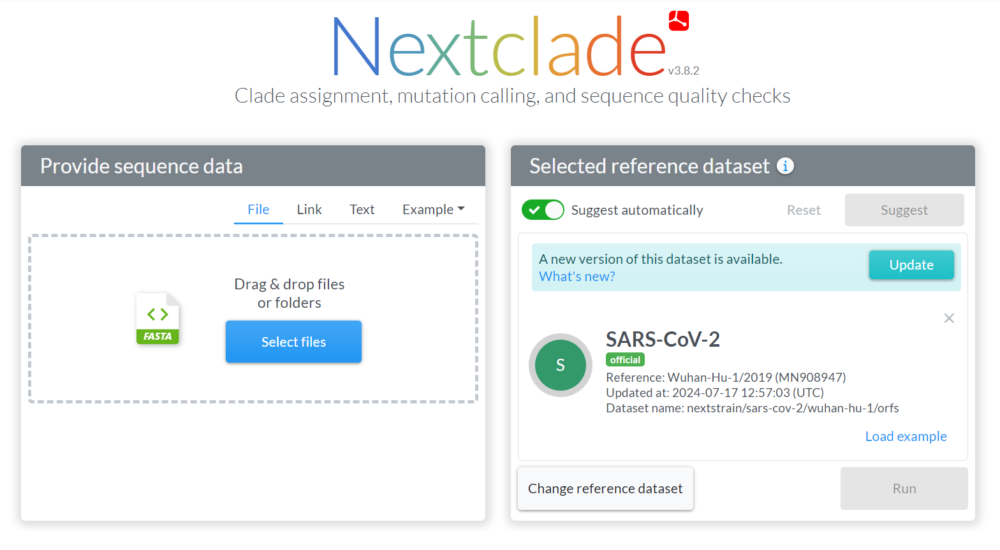 Nextclade
v3.8.2
Clade assignment, mutation calling, and sequence quality checks
Provide sequence data
File Link Text Example
Drag & drop files
or folders
FASTA
Select files
Selected reference dataset i
Suggest automatically Reset Suggest
A new version of this dataset is available.
What's new?
Update
S
SARS-CoV-2
official
Reference: Wuhan-Hu-1/2019 (MN908947)
Updated at: 2024-07-17 12:57:03 (UTC)
Dataset name: nextstrain/sars-cov-2/wuhan-hu-1/orfs
Load example
Change reference dataset Run